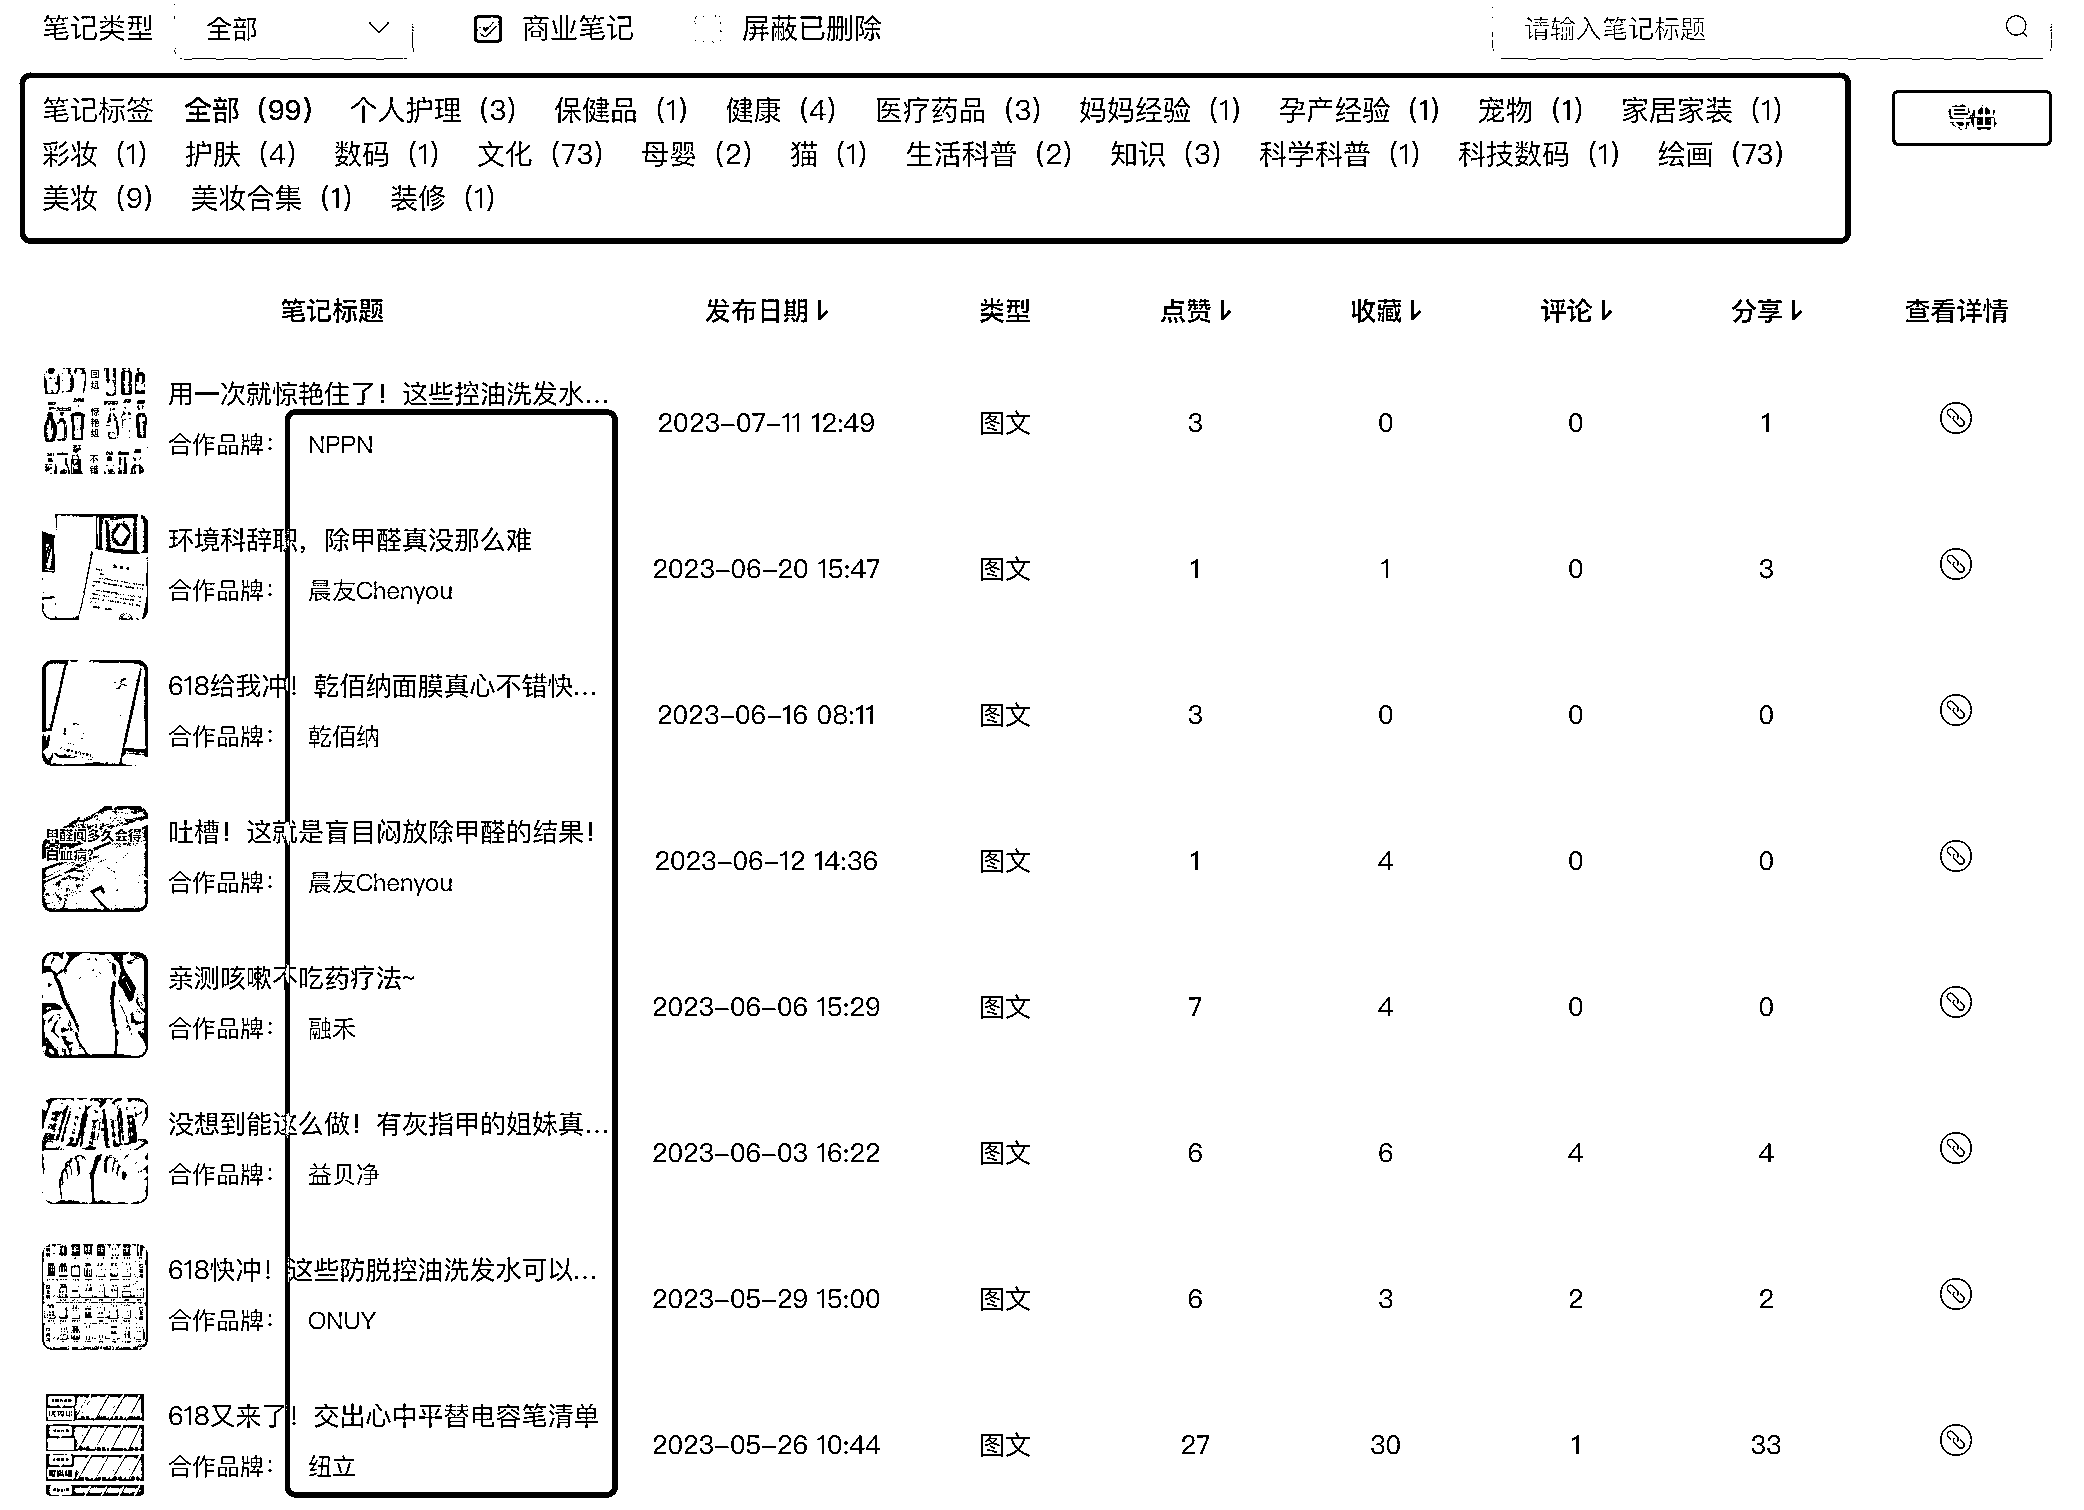 笔记类型 全部 商业笔记 屏蔽已删除 请输入笔记标题
笔记标签 全部（99） 个人护理（3） 保健品（1） 健康（4） 医疗药品（3） 妈妈经验（1） 孕产经验（1） 宠物（1） 家居家装（1）
彩妆（1） 护肤（4） 数码（1） 文化（73） 母婴（2） 猫（1） 生活科普（2） 知识（3） 科学科普（1） 科技数码（1） 绘画（73）
美妆（9） 美妆合集（1） 装修（1）
笔记标题 发布日期 类型 点赞 收藏 评论 分享 查看详情
用一次就惊艳住了！这些控油洗发水...
合作品牌： NPPN
2023-07-11 12:49 图文 3 0 0 1
环境科辞职，除甲醛真没那么难
合作品牌： 晨友Chenyou
2023-06-20 15:47 图文 1 1 0 3
618给我冲！乾佰纳面膜真心不错快...
合作品牌： 乾佰纳
2023-06-16 08:11 图文 3 0 0 0
吐槽！这就是盲目闷放除甲醛的结果！
合作品牌： 晨友Chenyou
2023-06-12 14:36 图文 1 4 0 0
亲测咳嗽不吃药疗法~
合作品牌： 融禾
2023-06-06 15:29 图文 7 4 0 0
没想到能这么做！有灰指甲的姐妹真...
合作品牌： 益贝净
2023-06-03 16:22 图文 6 6 4 4
618快冲！这些防脱控油洗发水可以...
合作品牌： ONUY
2023-05-29 15:00 图文 6 3 2 2
618又来了！交出心中平替电容笔清单
合作品牌： 纽立
2023-05-26 10:44 图文 27 30 1 33